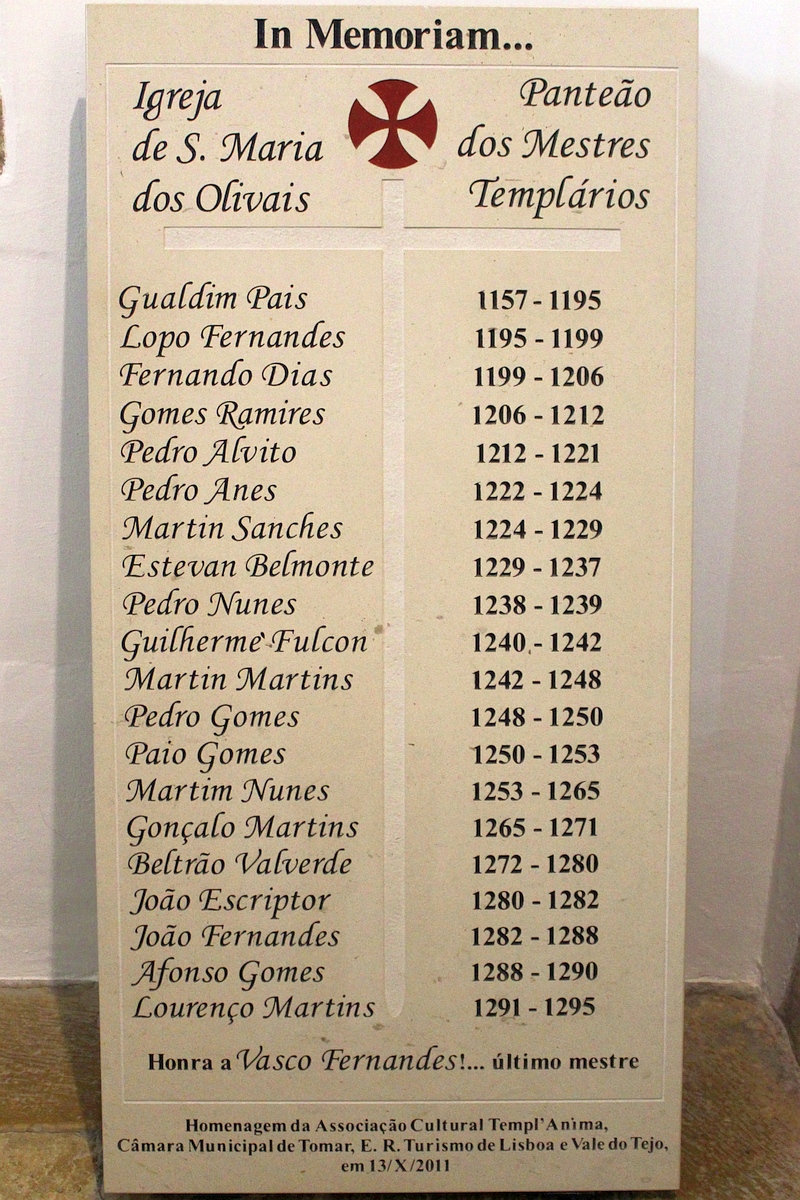 In Memoriam...
Igreja
de S. Maria
dos Olivais
Panteão
dos Mestres
Templários
Gualdim Pais 1157 - 1195
Lopo Fernandes 1195 - 1199
Fernando Dias 1199 - 1206
Gomes Ramires 1206 - 1212
Pedro Alvito 1212 - 1221
Pedro Anes 1222 - 1224
Martin Sanches 1224 - 1229
Estevan Belmonte 1229 - 1237
Pedro Nunes 1238 - 1239
Guilherme Fulcon 1240 - 1242
Martin Martins 1242 - 1248
Pedro Gomes 1248 - 1250
Paio Gomes 1250 - 1253
Martim Nunes 1253 - 1265
Gonçalo Martins 1265 - 1271
Beltrão Valverde 1272 - 1280
João Escriptor 1280 - 1282
João Fernandes 1282 - 1288
Afonso Gomes 1288 - 1290
Lourenço Martins 1291 - 1295
Honra a Vasco Fernandes!... último mestre
Homenagem da Associação Cultural Templ'Anima,
Câmara Municipal de Tomar, E. R. Turismo de Lisboa e Vale do Tejo,
em 13/X/2011